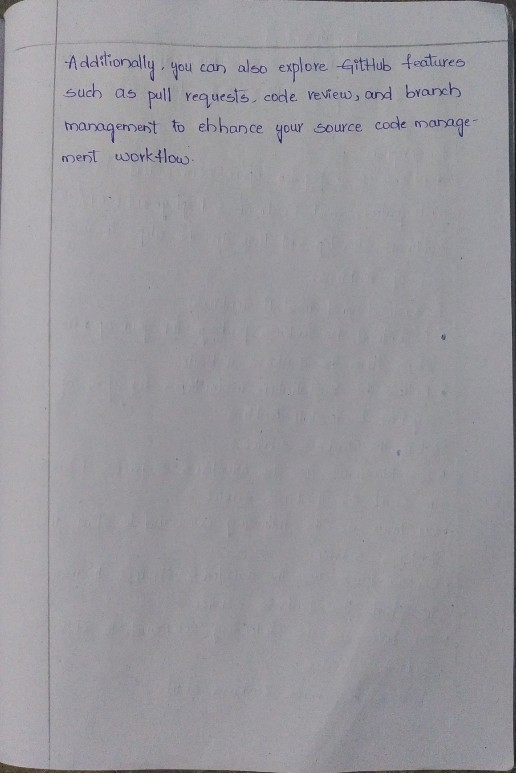 Additionally, you can also explore GitHub features
such as pull requests, code review, and branch
management to ehhance your source code manage-
ment workflow.